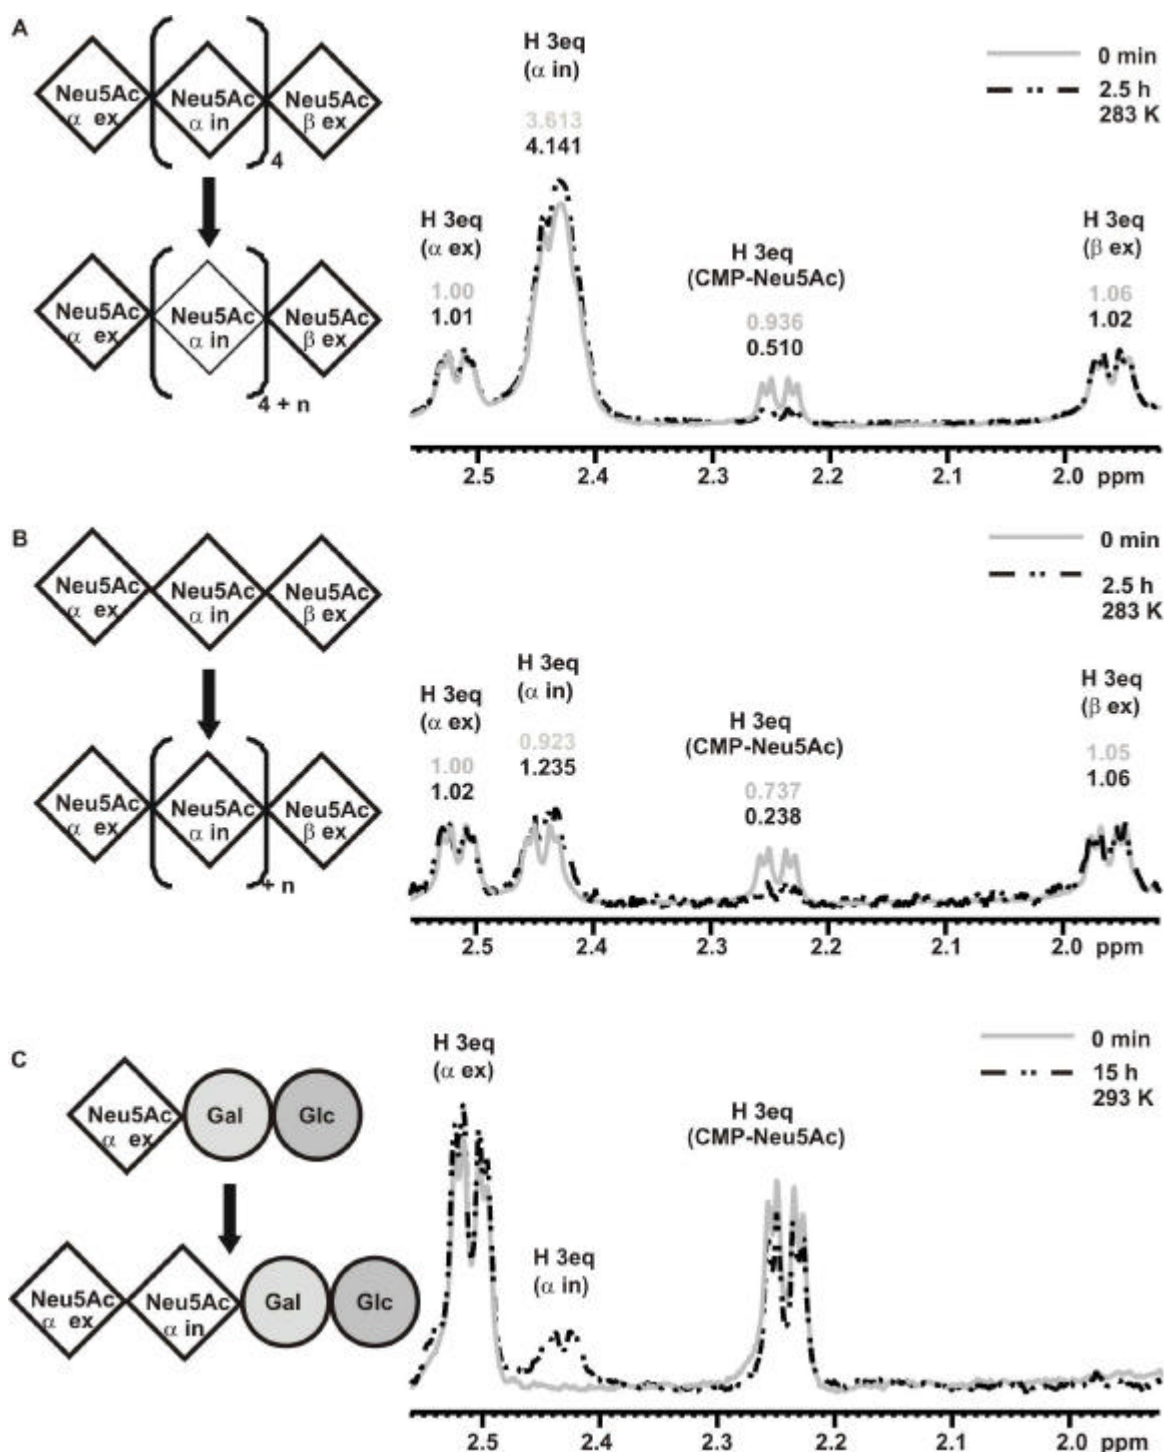 A
Neu5Ac
α ex
Neu5Ac
α in
4
Neu5Ac
β ex
Neu5Ac
α ex
Neu5Ac
α in
4 + n
Neu5Ac
β ex
0 min
2.5 h
283 K
H 3eq
(α ex)
1.00
1.01
H 3eq
(α in)
3.613
4.141
H 3eq
(CMP-Neu5Ac)
0.936
0.510
H 3eq
(β ex)
1.06
1.02
2.5 2.4 2.3 2.2 2.1 2.0 ppm
B
Neu5Ac
α ex
Neu5Ac
α in
Neu5Ac
β ex
Neu5Ac
α ex
Neu5Ac
α in
+ n
Neu5Ac
β ex
0 min
2.5 h
283 K
H 3eq
(α ex)
1.00
1.02
H 3eq
(α in)
0.923
1.235
H 3eq
(CMP-Neu5Ac)
0.737
0.238
H 3eq
(β ex)
1.05
1.06
2.5 2.4 2.3 2.2 2.1 2.0 ppm
C
Neu5Ac
α ex
Gal
Glc
Neu5Ac
α ex
Neu5Ac
α in
Gal
Glc
0 min
15 h
293 K
H 3eq
(α ex)
H 3eq
(α in)
H 3eq
(CMP-Neu5Ac)
2.5 2.4 2.3 2.2 2.1 2.0 ppm